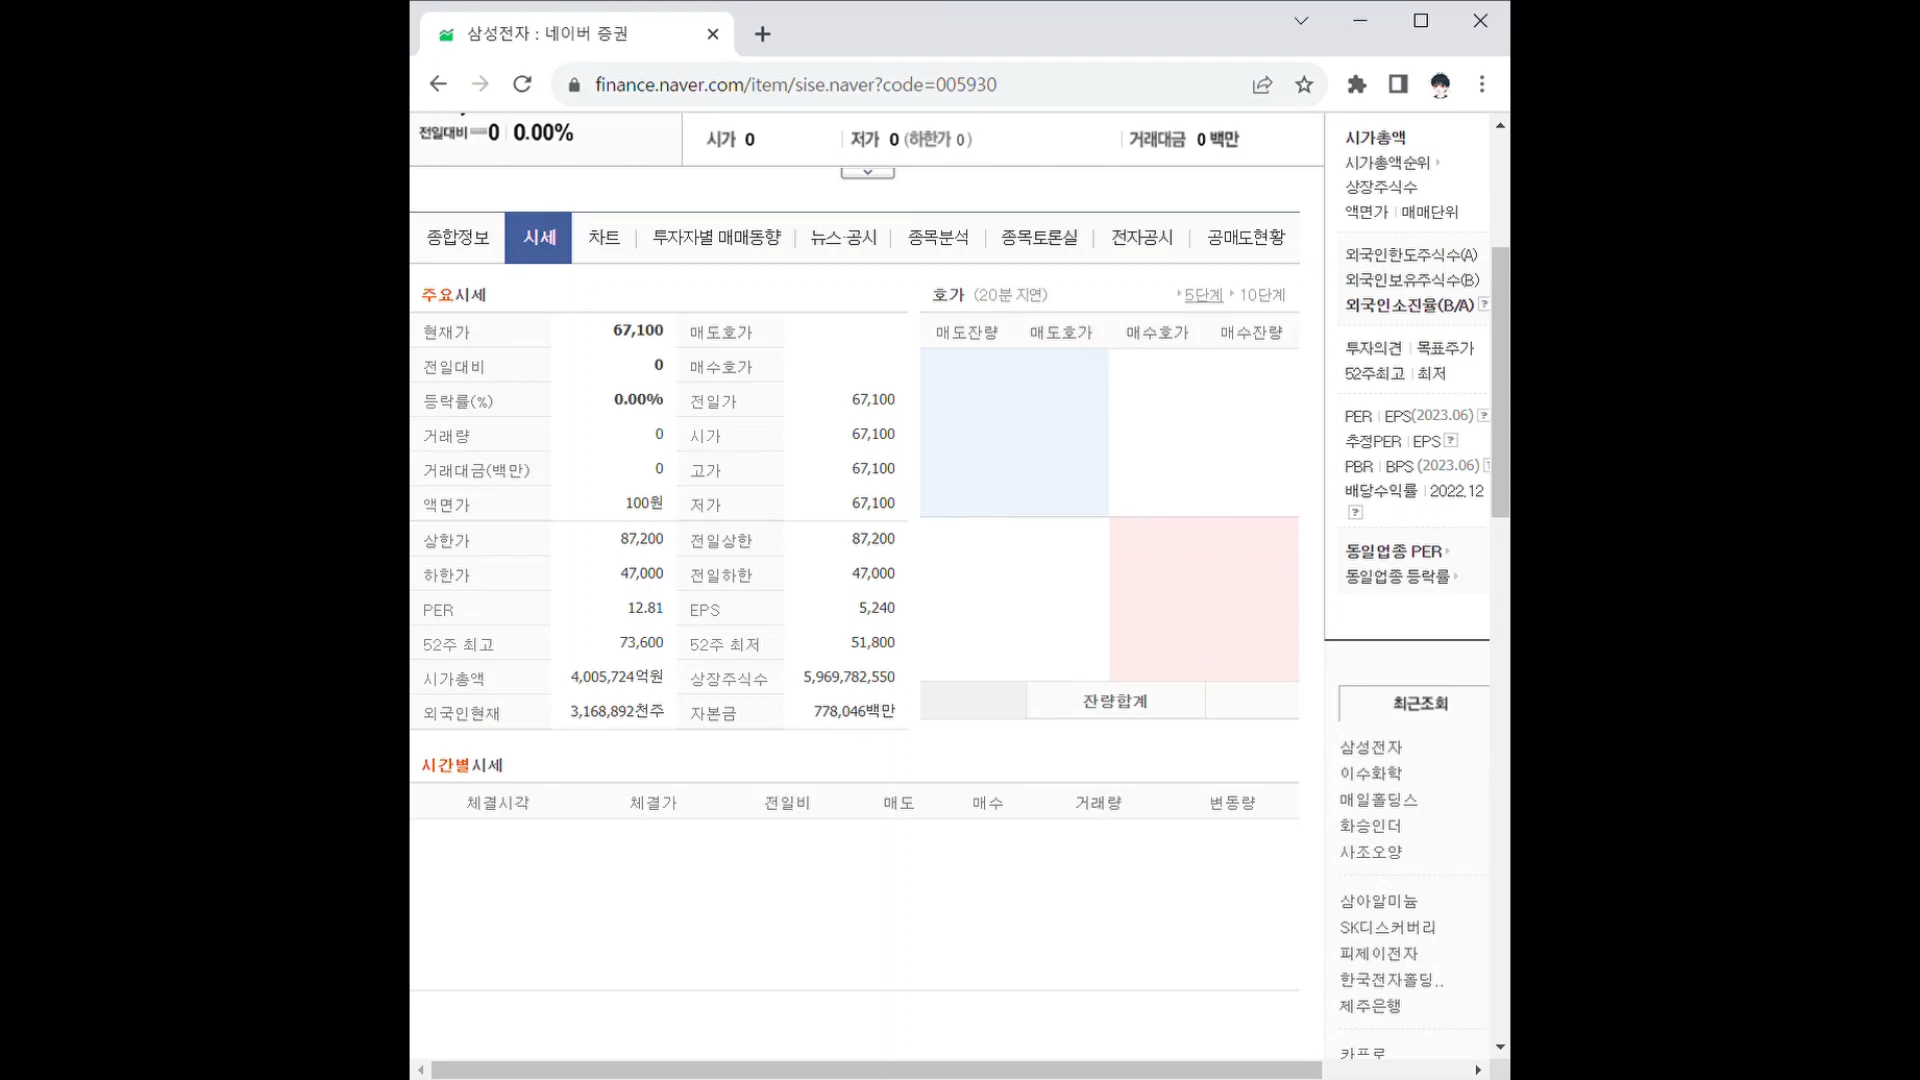 삼성전자 : 네이버 증권
finance.naver.com/item/sise.naver?code=005930
전일대비 0 0.00%
시가 0 저가 0 (하한가 0) 거래대금 0 백만
종합정보 시세 차트 투자자별 매매동향 뉴스·공시 종목분석 종목토론실 전자공시 공매도현황
주요시세
현재가 67,100 매도호가
전일대비 0 매수호가
등락률(%) 0.00% 전일가 67,100
거래량 0 시가 67,100
거래대금(백만) 0 고가 67,100
액면가 100원 저가 67,100
상한가 87,200 전일상한 87,200
하한가 47,000 전일하한 47,000
PER 12.81 EPS 5,240
52주 최고 73,600 52주 최저 51,800
시가총액 4,005,724억원 상장주식수 5,969,782,550
외국인현재 3,168,892천주 자본금 778,046백만
호가 (20분 지연) 5단계 10단계
매도잔량 매도호가 매수호가 매수잔량
잔량합계
시간별시세
체결시각 체결가 전일비 매도 매수 거래량 변동량
시가총액
시가총액순위
상장주식수
액면가 | 매매단위
외국인한도주식수(A)
외국인보유주식수(B)
외국인소진율(B/A) ?
투자의견 | 목표주가
52주최고 | 최저
PER | EPS(2023.06) ?
추정PER | EPS ?
PBR | BPS (2023.06) ?
배당수익률 | 2022.12
?
동일업종 PER
동일업종 등락률
최근조회
삼성전자
이수화학
매일홀딩스
화승인더
사조오양
삼아알미늄
SK디스커버리
피제이전자
한국전자홀딩..
제주은행
카프로